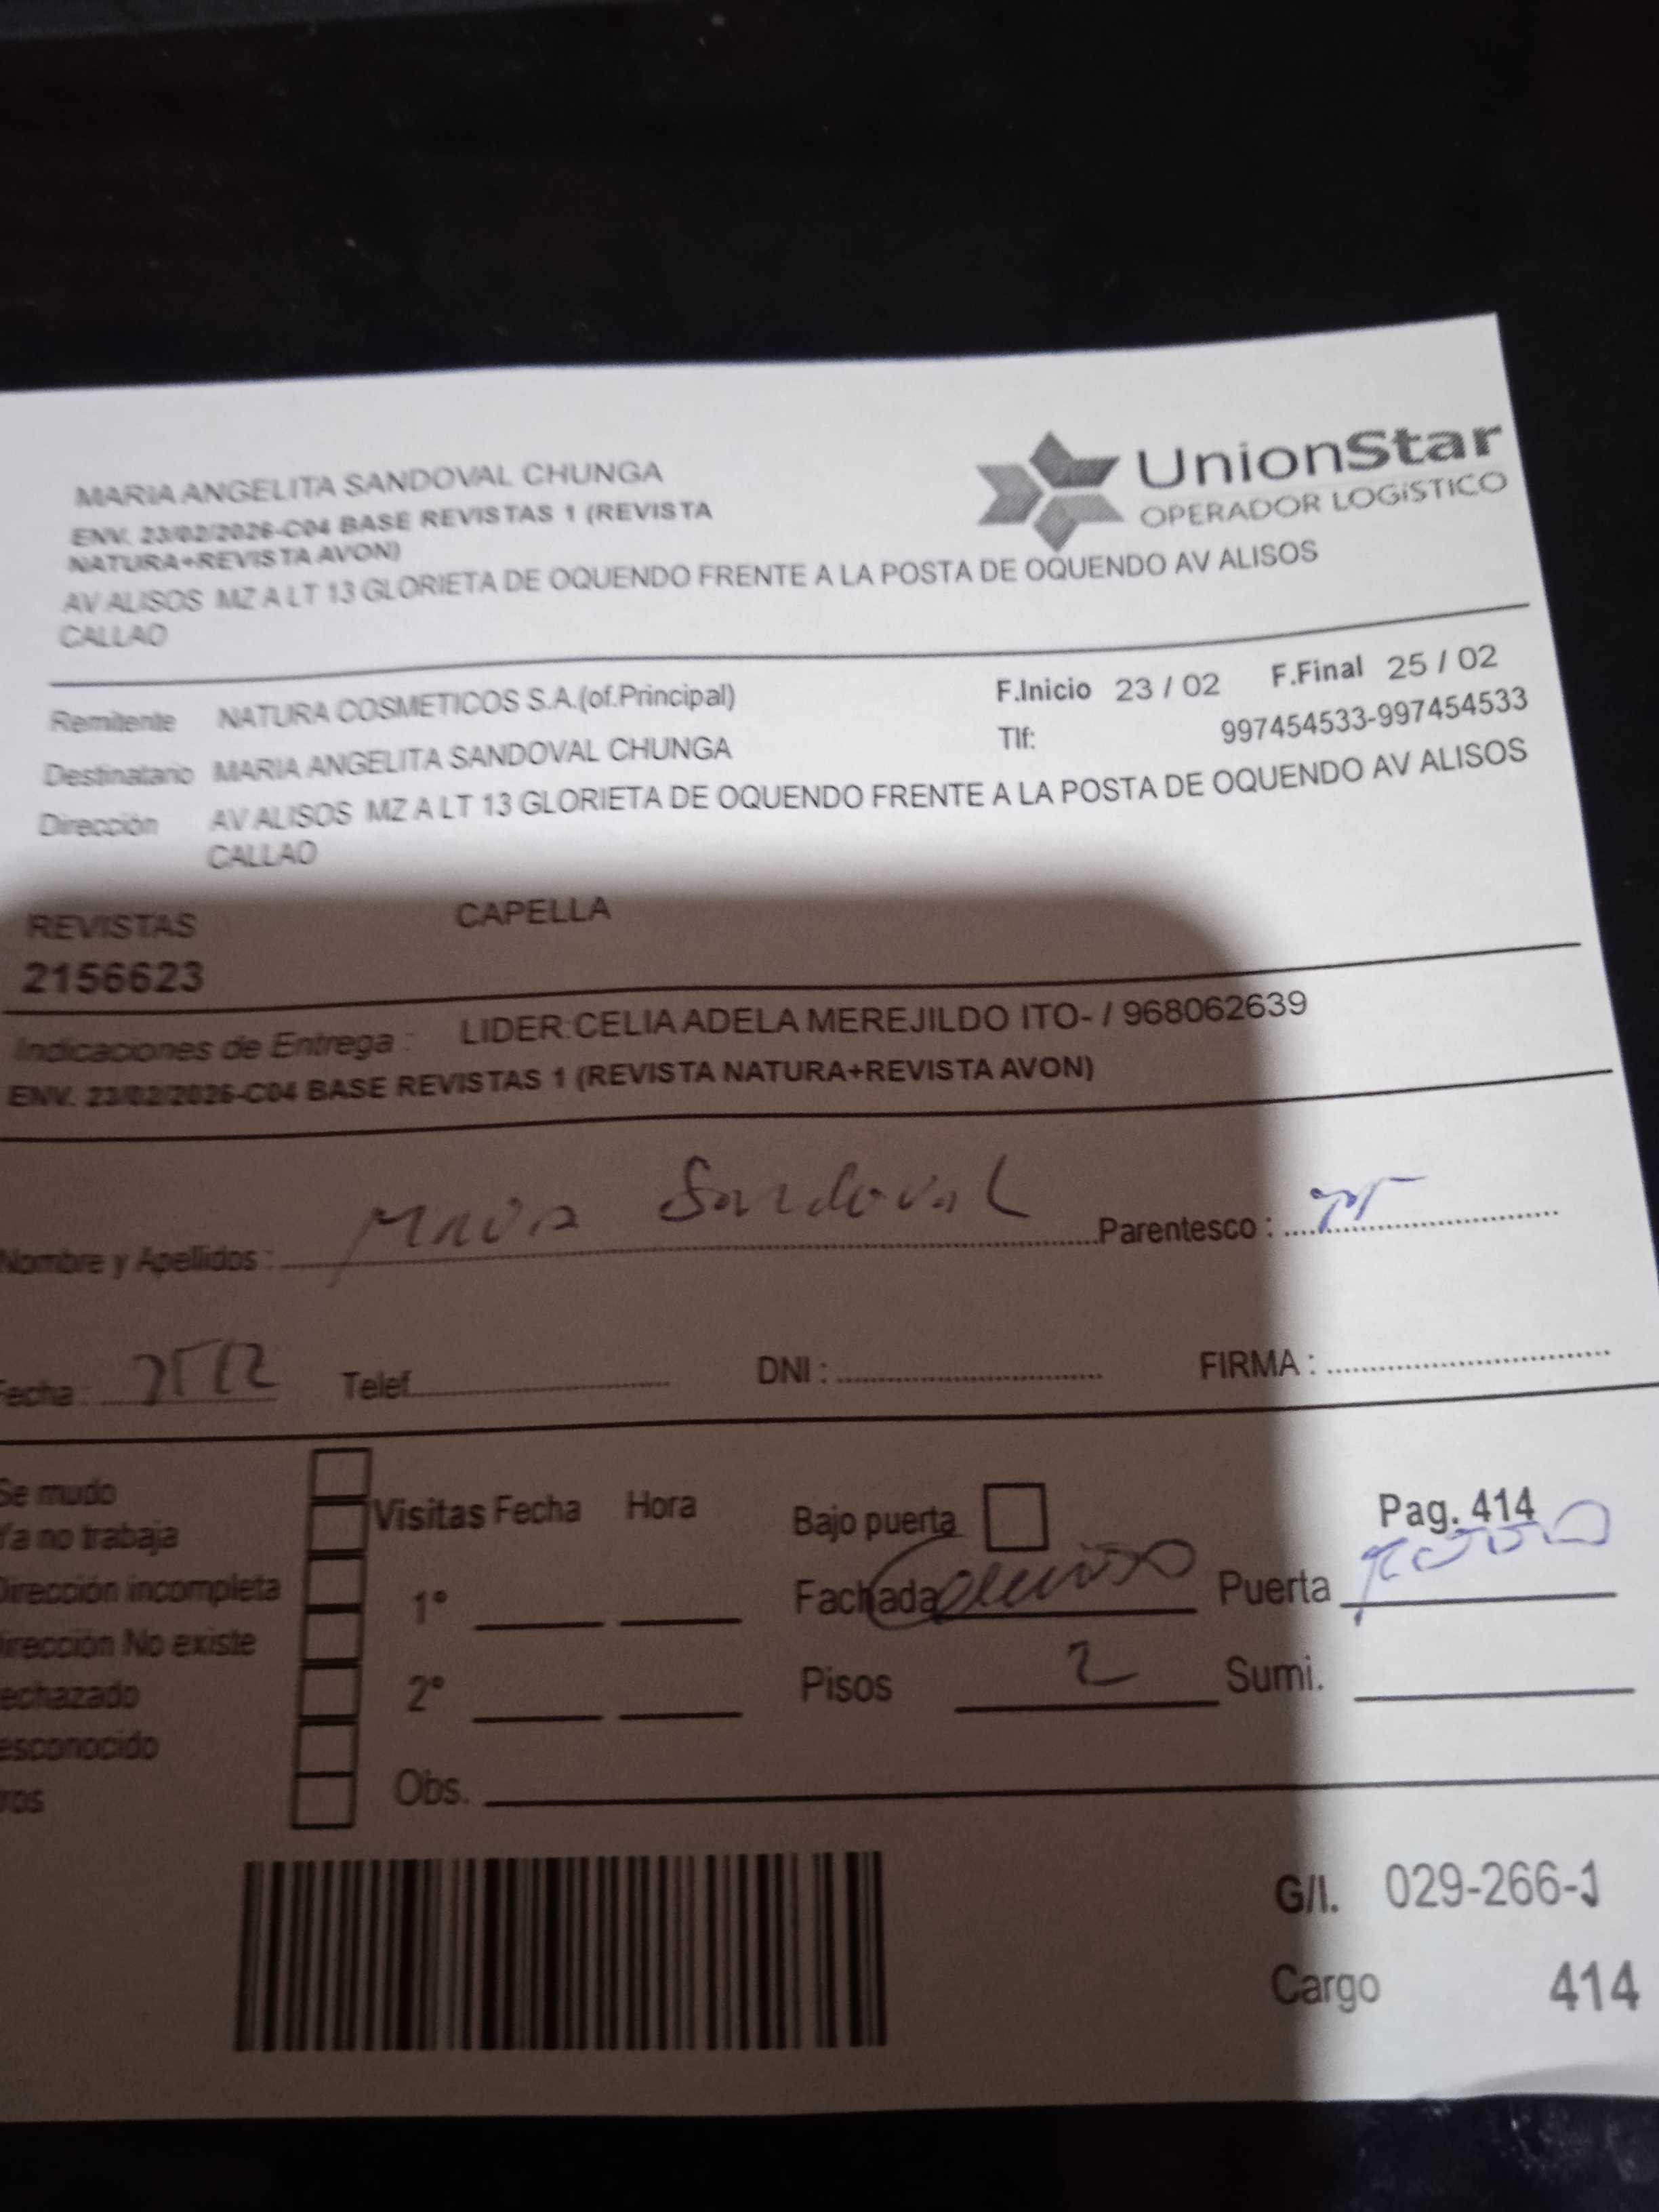 MARIA ANGELITA SANDOVAL CHUNGA
ENV. 23/02/2026-C04 BASE REVISTAS 1 (REVISTA
NATURA+REVISTA AVON)
AV ALISOS MZ A LT 13 GLORIETA DE OQUENDO FRENTE A LA POSTA DE OQUENDO AV ALISOS
CALLAO
UnionStar
OPERADOR LOGÍSTICO
Remitente NATURA COSMETICOS S.A.(of.Principal)
F.Inicio 23 / 02 F.Final 25 / 02
Destinatario MARIA ANGELITA SANDOVAL CHUNGA
Tlf: 997454533-997454533
Dirección AV ALISOS MZ A LT 13 GLORIETA DE OQUENDO FRENTE A LA POSTA DE OQUENDO AV ALISOS
CALLAO
REVISTAS CAPELLA
2156623
Indicaciones de Entrega : LIDER:CELIA ADELA MEREJILDO ITO- / 968062639
ENV. 23/02/2026-C04 BASE REVISTAS 1 (REVISTA NATURA+REVISTA AVON)
Nombre y Apellidos : Maria Sandoval Parentesco :
Fecha : Telef. DNI : FIRMA :
Se mudo
Ya no trabaja
Dirección incompleta
Dirección No existe
echazado
esconocido
ros
Visitas Fecha Hora
1°
2°
Obs.
Bajo puerta Pag. 414
Fachada Puerta
Pisos 2 Sumi.
G/I. 029-266-1
Cargo 414